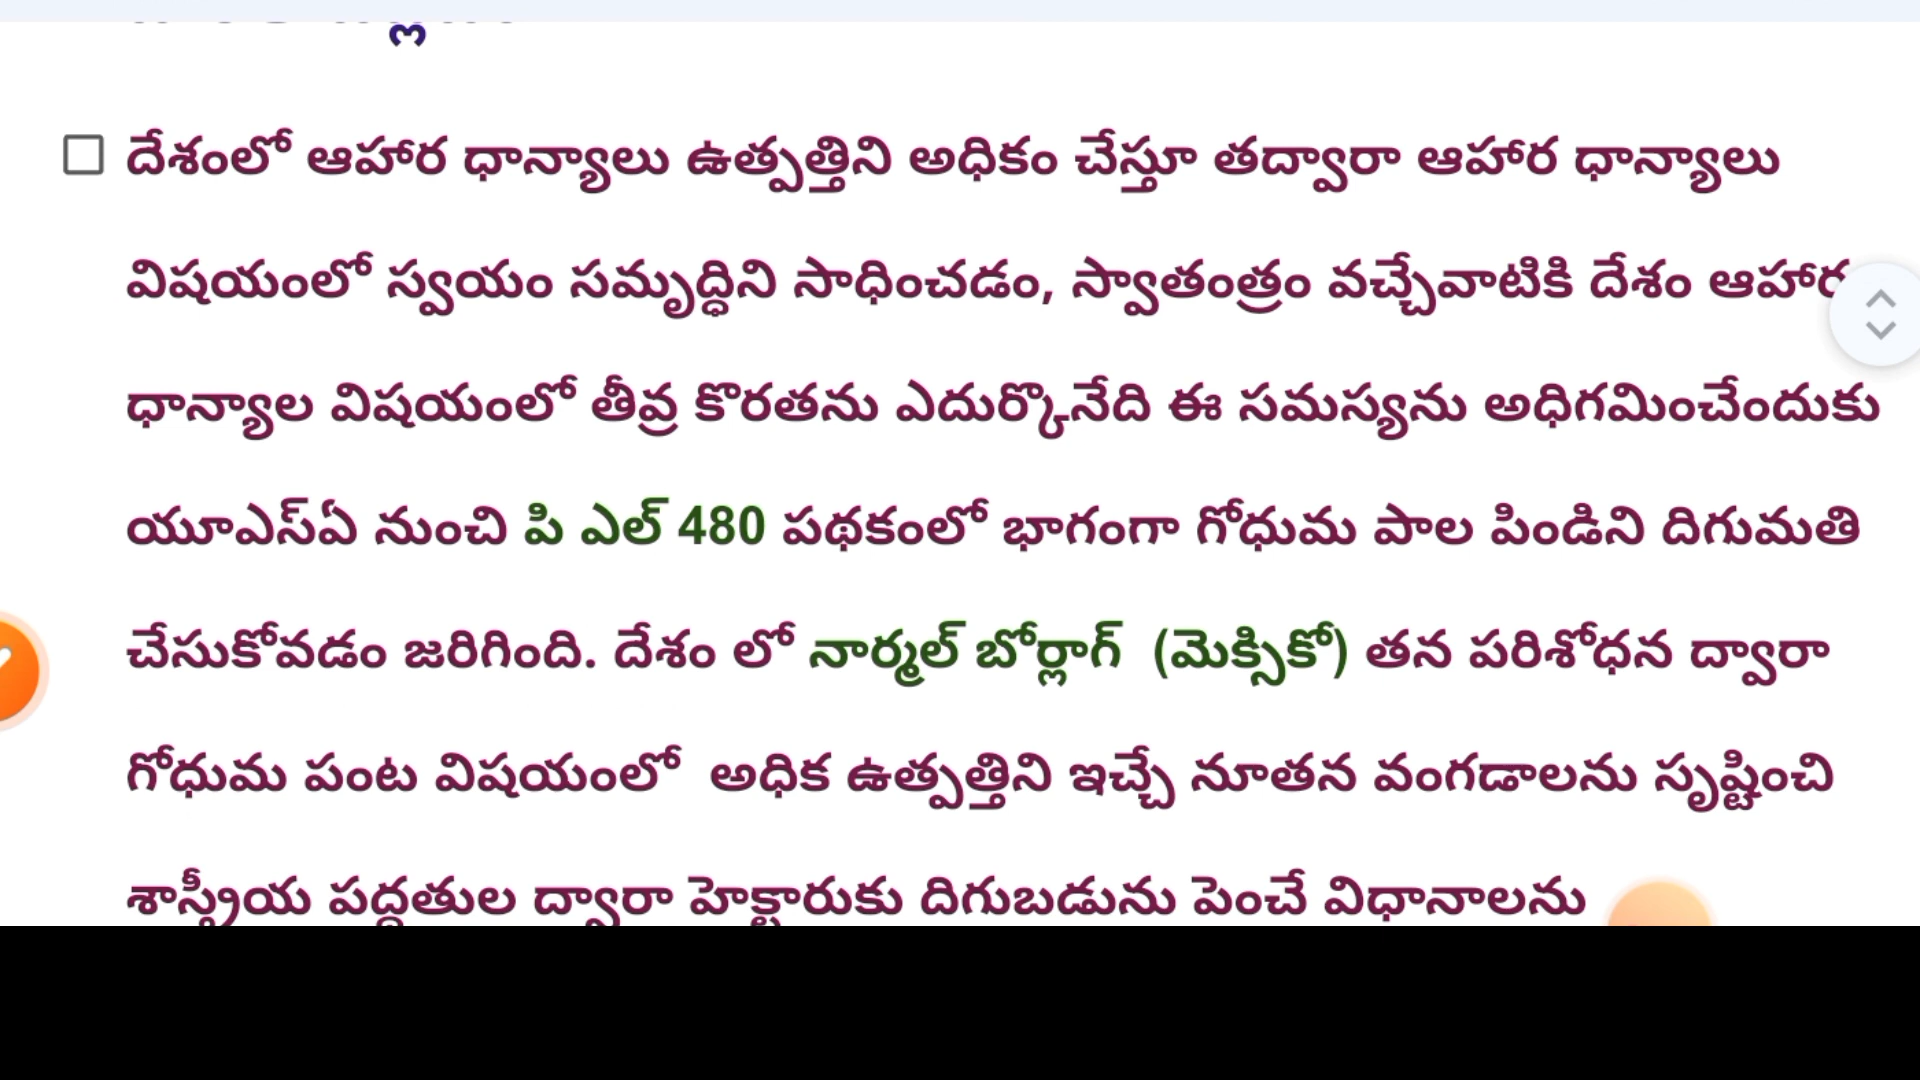 దేశంలో ఆహార ధాన్యాలు ఉత్పత్తిని అధికం చేస్తూ తద్వారా ఆహార ధాన్యాలు
విషయంలో స్వయం సమృద్ధిని సాధించడం, స్వాతంత్రం వచ్చేవాటికి దేశం ఆహార
ధాన్యాల విషయంలో తీవ్ర కొరతను ఎదుర్కొనేది ఈ సమస్యను అధిగమించేందుకు
యూఎస్ఏ నుంచి పి ఎల్ 480 పథకంలో భాగంగా గోధుమ పాల పిండిని దిగుమతి
చేసుకోవడం జరిగింది. దేశం లో నార్మల్ బోర్లాగ్ (మెక్సికో) తన పరిశోధన ద్వారా
గోధుమ పంట విషయంలో అధిక ఉత్పత్తిని ఇచ్చే నూతన వంగడాలను సృష్టించి
శాస్త్రీయ పద్దతుల ద్వారా హెక్టారుకు దిగుబడును పెంచే విధానాలను